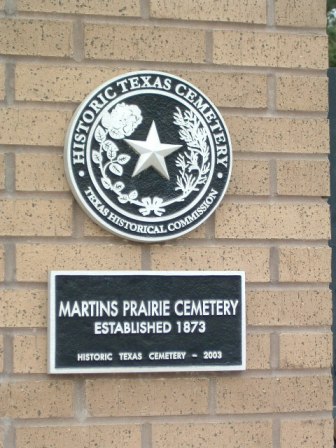 • HISTORIC TEXAS CEMETERY •
TEXAS HISTORICAL COMMISSION
MARTINS PRAIRIE CEMETERY
ESTABLISHED 1873
HISTORIC TEXAS CEMETERY – 2003